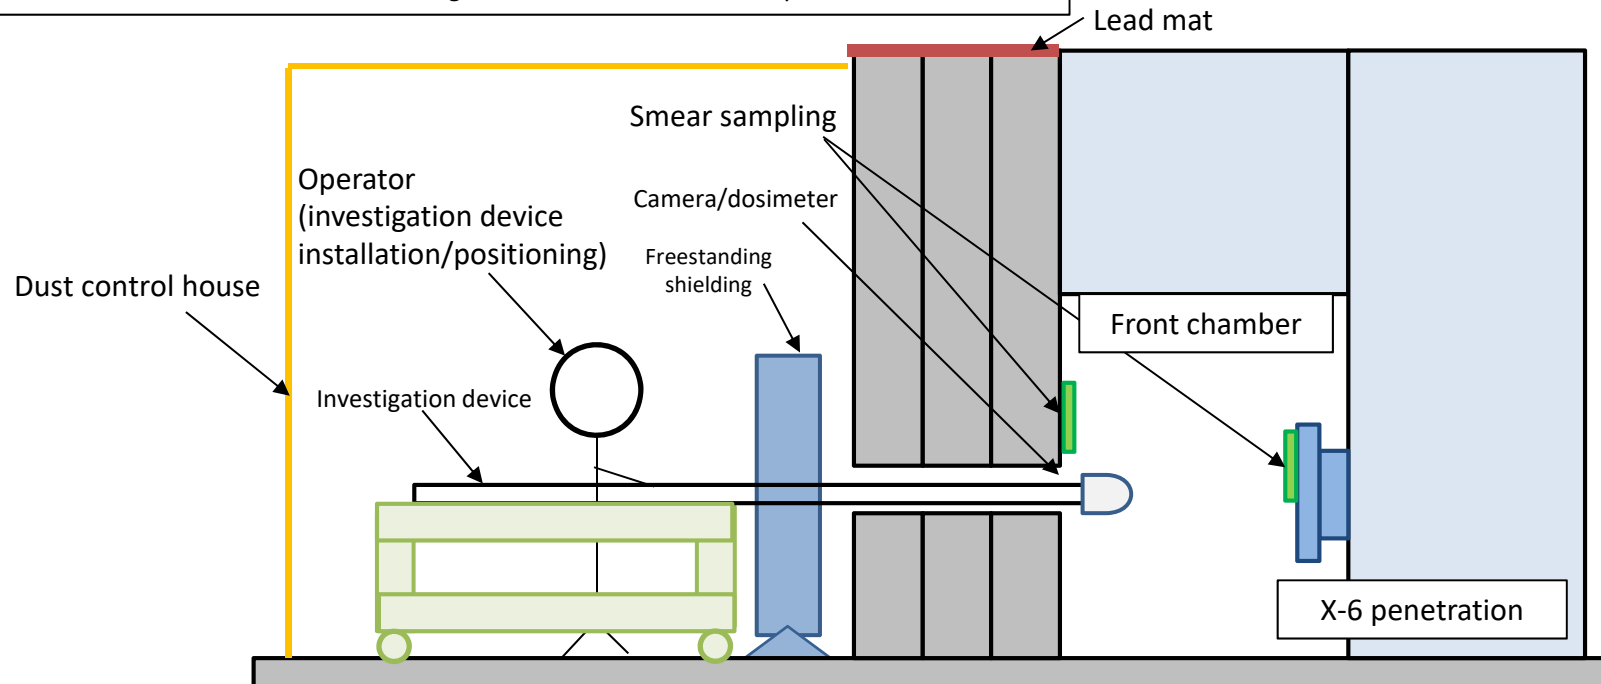 Lead mat
Smear sampling
Operator
(investigation device
installation/positioning)
Camera/dosimeter
Freestanding
shielding
Dust control house
Front chamber
Investigation device
X-6 penetration